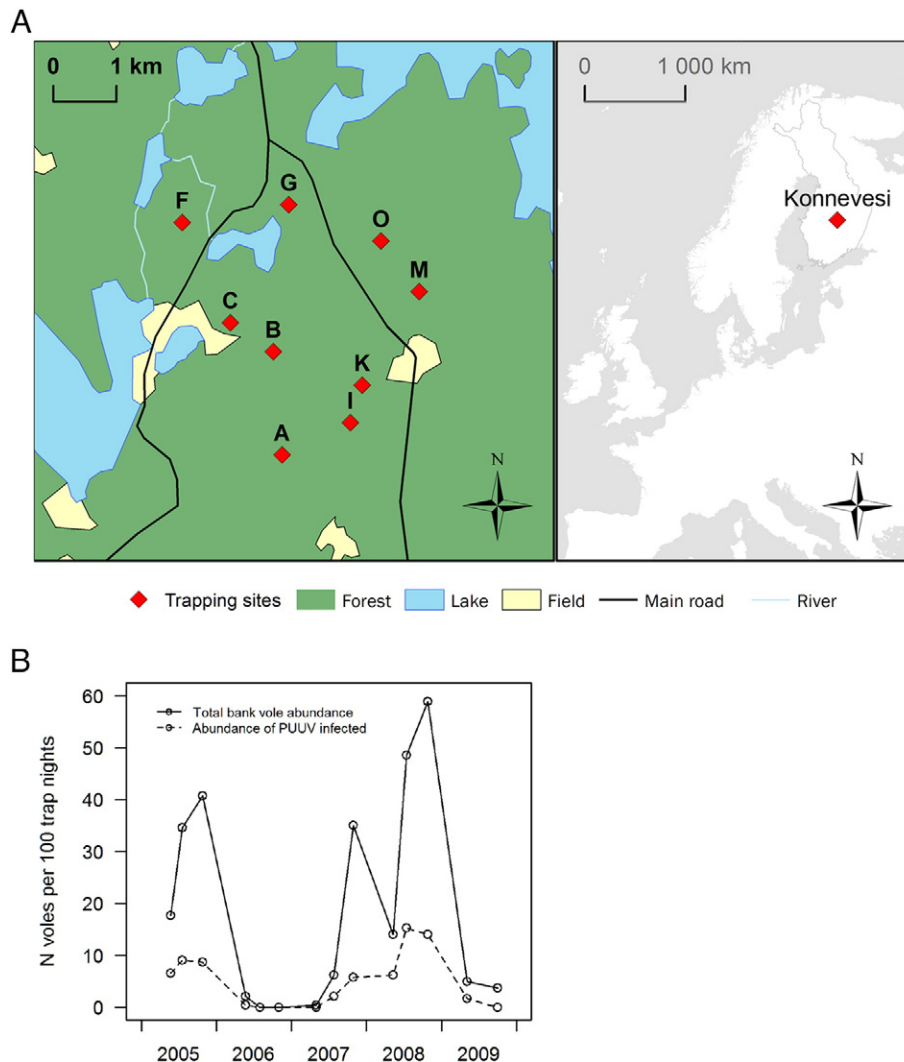 A
0 1 km
0 1 000 km
Konnevesi
G
F
O
M
C
B
K
I
A
N
N
Trapping sites Forest Lake Field Main road River
B
N voles per 100 trap nights
60
50
40
30
20
10
0
Total bank vole abundance
Abundance of PUUV infected
2005 2006 2007 2008 2009